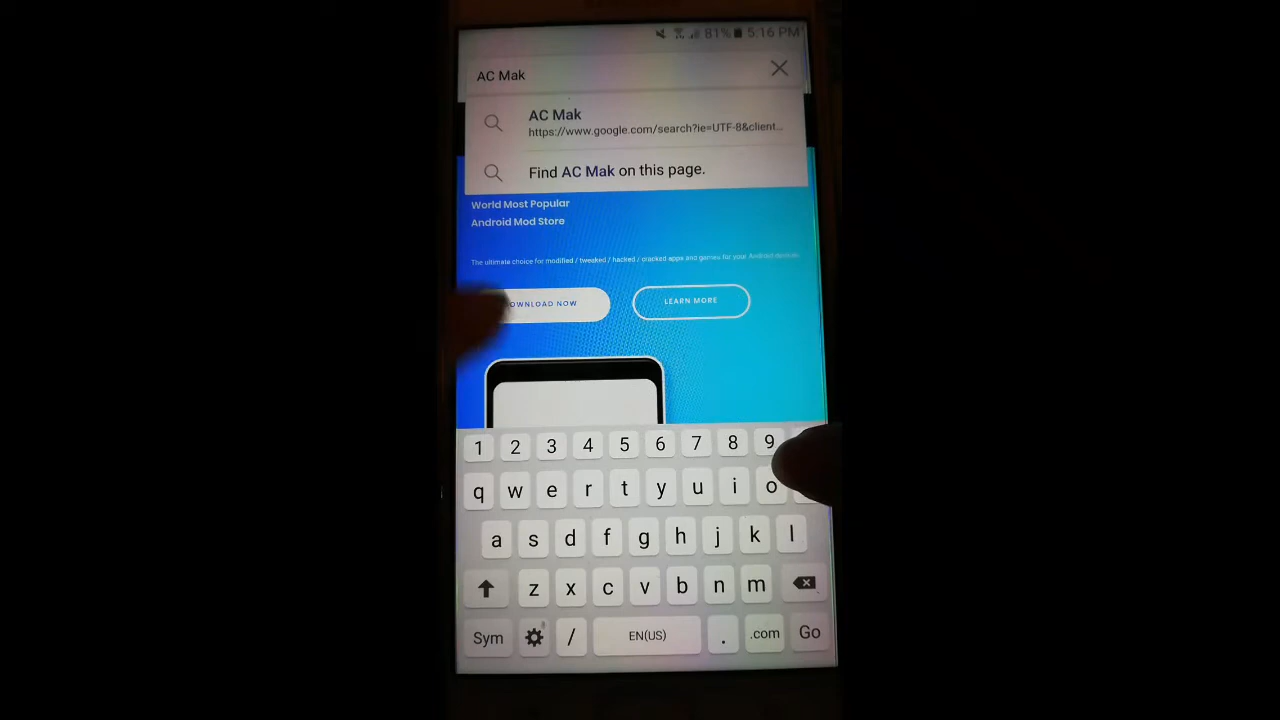 81% 5:16 PM
AC Mak
AC Mak
https://www.google.com/search?ie=UTF-8&client...
Find AC Mak on this page.
World Most Popular
Android Mod Store
The ultimate choice for modified / tweaked / hacked / cracked apps and games for your Android devices.
OWNLOAD NOW
LEARN MORE
1 2 3 4 5 6 7 8 9
q w e r t y u i o
a s d f g h j k l
z x c v b n m
Sym / EN(US) . .com Go